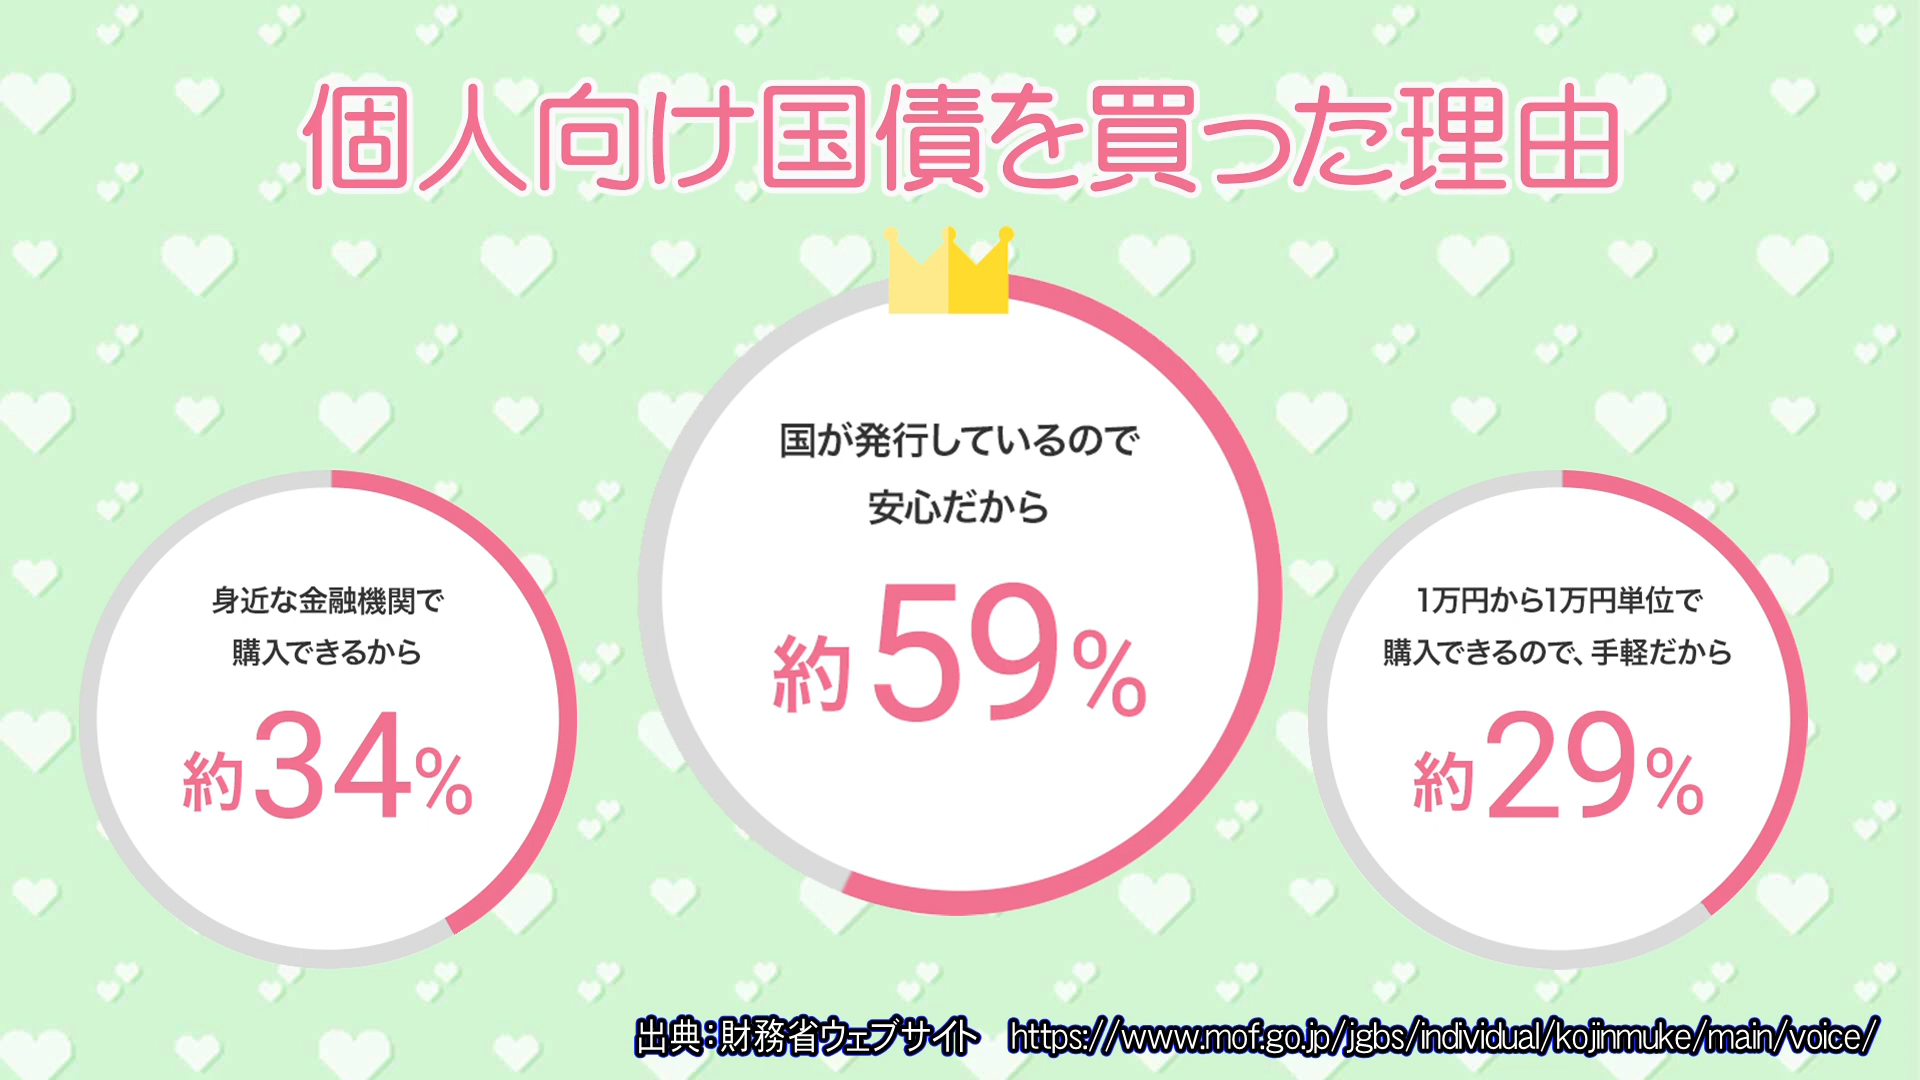 個人向け国債を買った理由
国が発行しているので
安心だから
約59%
身近な金融機関で
購入できるから
約34%
1万円から1万円単位で
購入できるので、手軽だから
約29%
出典：財務省ウェブサイト　https://www.mof.go.jp/jgbs/individual/kojinmuke/main/voice/